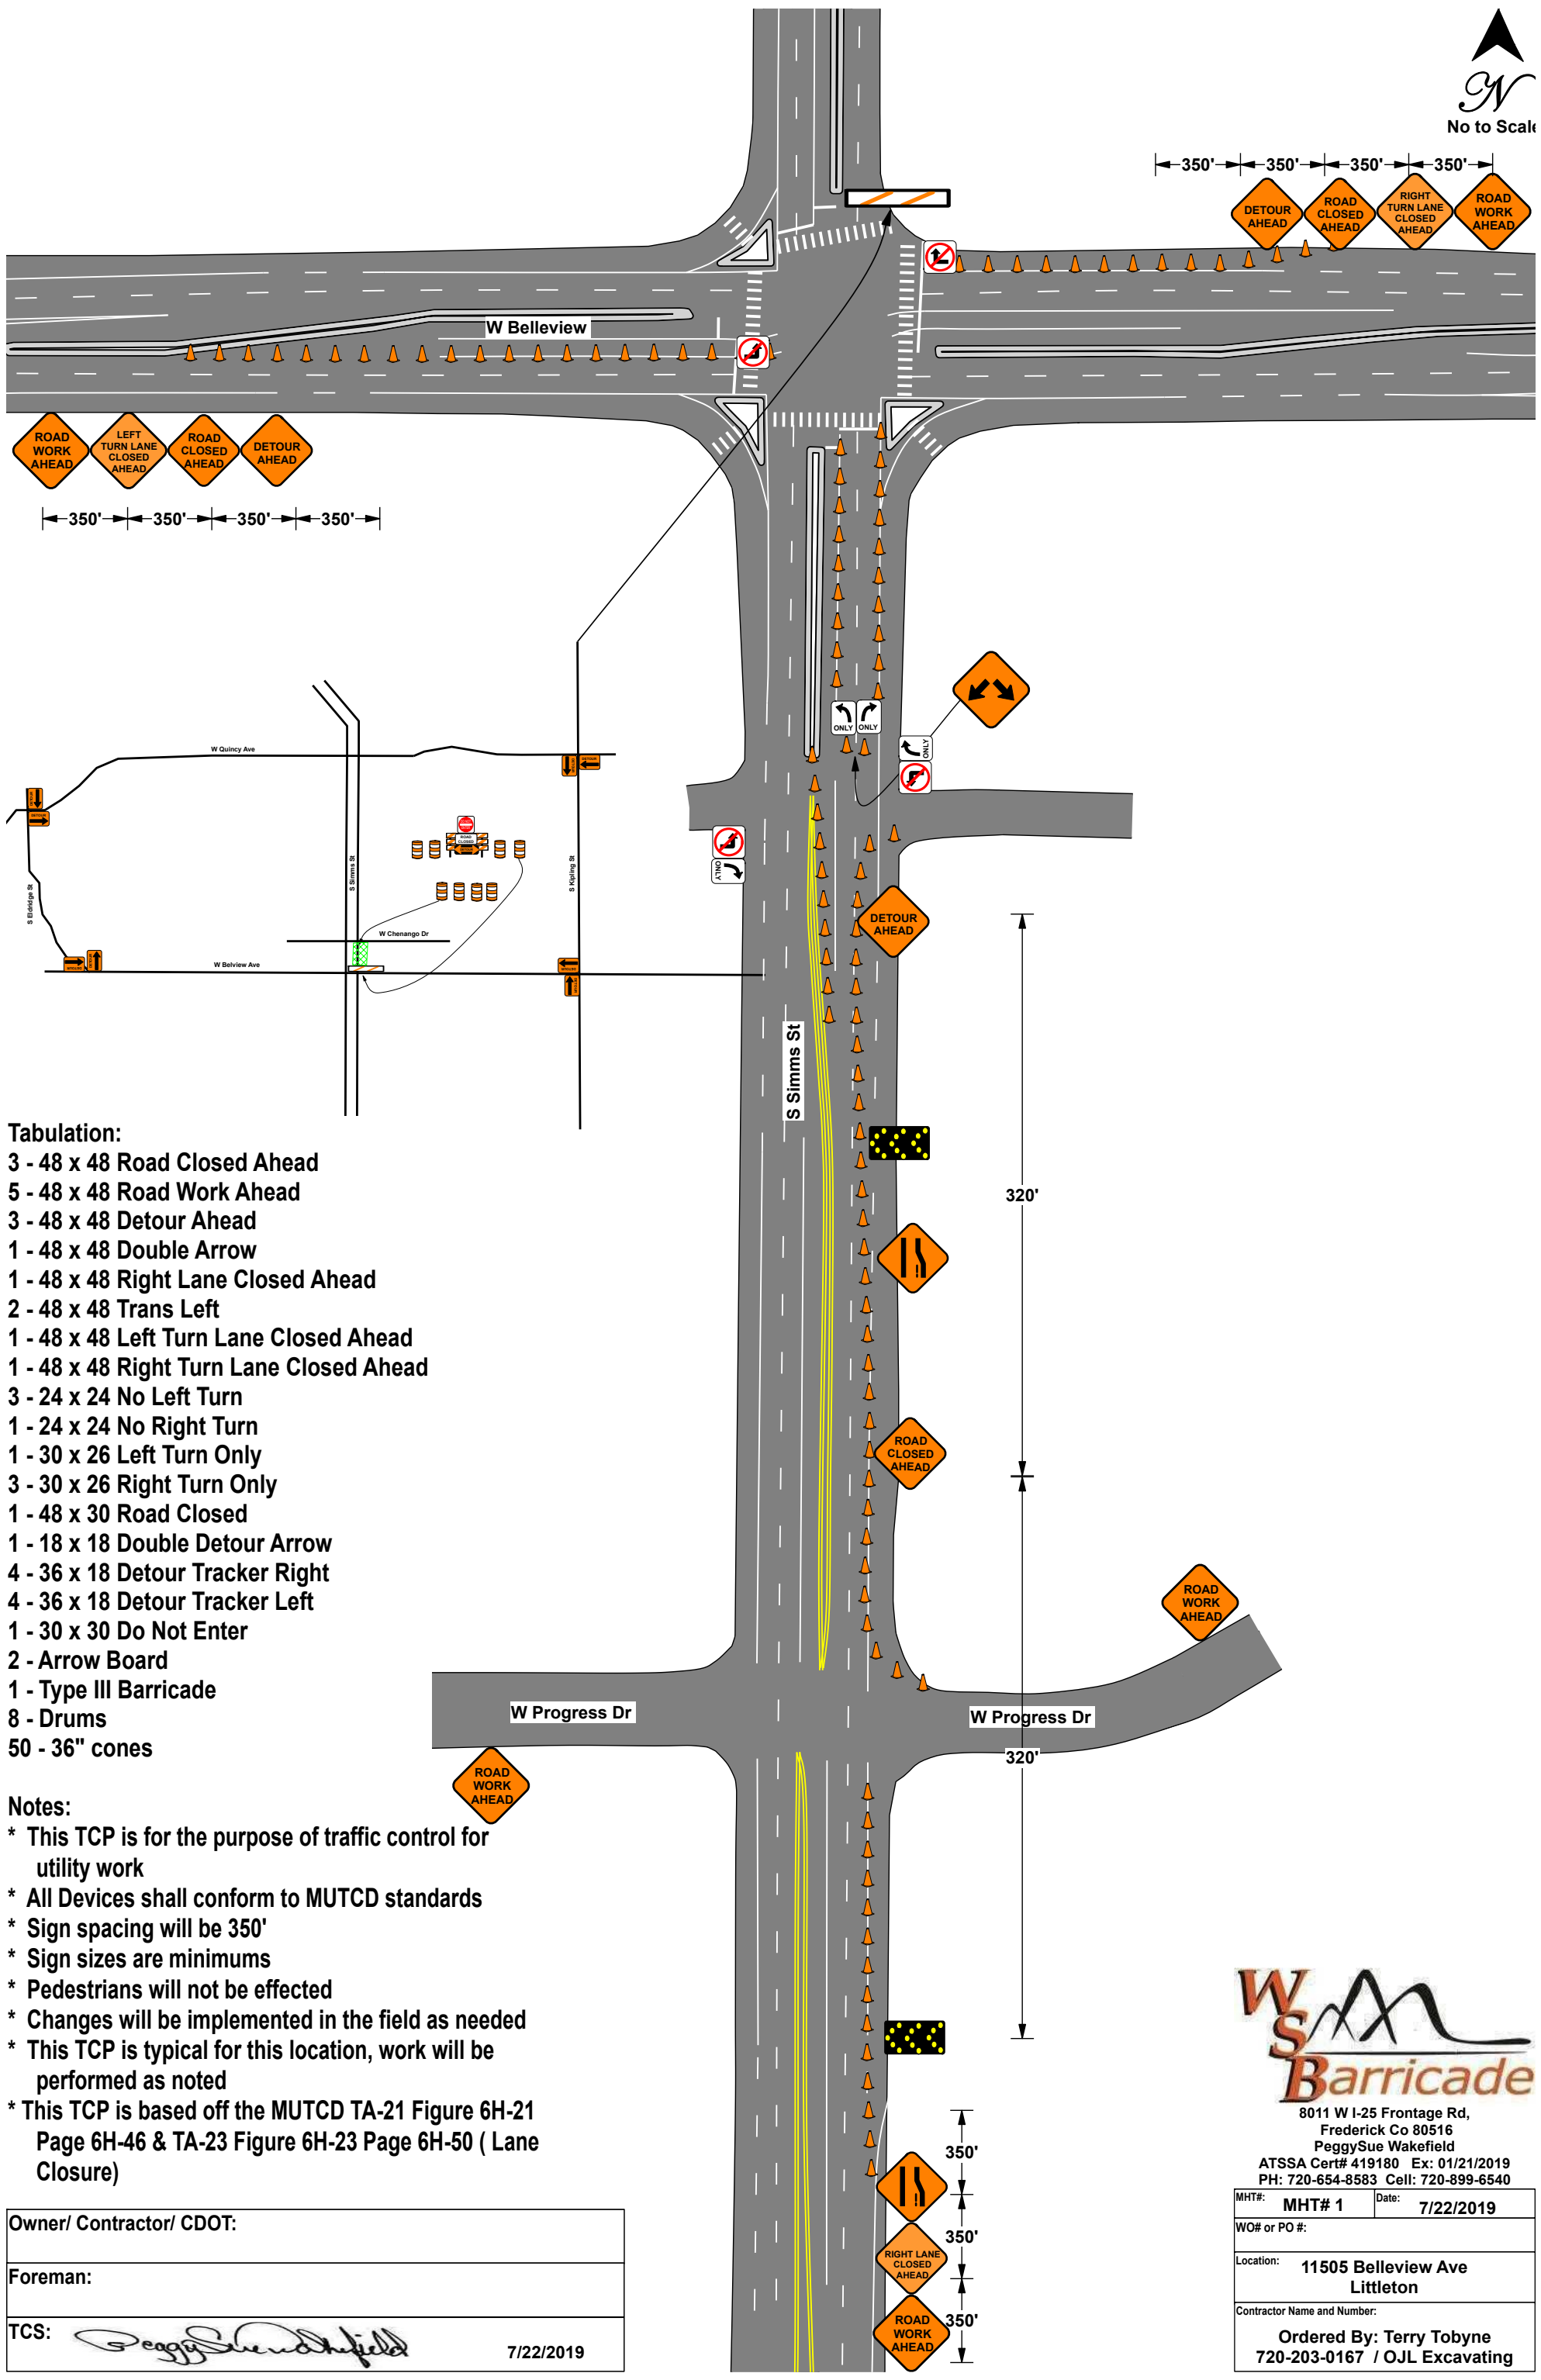 N
No to Scale
350' 350' 350' 350'
DETOUR
AHEAD
ROAD
CLOSED
AHEAD
RIGHT
TURN LANE
CLOSED
AHEAD
ROAD
WORK
AHEAD
W Belleview
ROAD
WORK
AHEAD
LEFT
TURN LANE
CLOSED
AHEAD
ROAD
CLOSED
AHEAD
DETOUR
AHEAD
350' 350' 350' 350'
ONLY ONLY
ONLY
ONLY
W Quincy Ave
DETOUR
DETOUR
DETOUR
DETOUR
ROAD
CLOSED
S Eldridge St
S Simms St
S Kipling St
W Chenango Dr
W Belview Ave
DETOUR
DETOUR
DETOUR
DETOUR
DETOUR
AHEAD
S Simms St
320'
ROAD
CLOSED
AHEAD
ROAD
WORK
AHEAD
W Progress Dr
W Progress Dr
320'
ROAD
WORK
AHEAD
350'
350'
RIGHT LANE
CLOSED
AHEAD
350'
ROAD
WORK
AHEAD
Tabulation:
3 - 48 x 48 Road Closed Ahead
5 - 48 x 48 Road Work Ahead
3 - 48 x 48 Detour Ahead
1 - 48 x 48 Double Arrow
1 - 48 x 48 Right Lane Closed Ahead
2 - 48 x 48 Trans Left
1 - 48 x 48 Left Turn Lane Closed Ahead
1 - 48 x 48 Right Turn Lane Closed Ahead
3 - 24 x 24 No Left Turn
1 - 24 x 24 No Right Turn
1 - 30 x 26 Left Turn Only
3 - 30 x 26 Right Turn Only
1 - 48 x 30 Road Closed
1 - 18 x 18 Double Detour Arrow
4 - 36 x 18 Detour Tracker Right
4 - 36 x 18 Detour Tracker Left
1 - 30 x 30 Do Not Enter
2 - Arrow Board
1 - Type III Barricade
8 - Drums
50 - 36" cones
Notes:
* This TCP is for the purpose of traffic control for
utility work
* All Devices shall conform to MUTCD standards
* Sign spacing will be 350'
* Sign sizes are minimums
* Pedestrians will not be effected
* Changes will be implemented in the field as needed
* This TCP is typical for this location, work will be
performed as noted
* This TCP is based off the MUTCD TA-21 Figure 6H-21
Page 6H-46 & TA-23 Figure 6H-23 Page 6H-50 ( Lane
Closure)
Owner/ Contractor/ CDOT:
Foreman:
TCS: PeggySue Wakefield 7/22/2019
WSBarricade
8011 W I-25 Frontage Rd,
Frederick Co 80516
PeggySue Wakefield
ATSSA Cert# 419180 Ex: 01/21/2019
PH: 720-654-8583 Cell: 720-899-6540
MHT#: MHT# 1 Date: 7/22/2019
WO# or PO #:
Location: 11505 Belleview Ave
Littleton
Contractor Name and Number:
Ordered By: Terry Tobyne
720-203-0167 / OJL Excavating